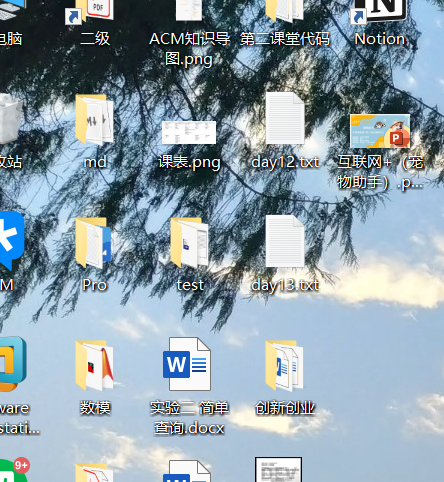 电脑
二级
ACM知识导
图.png
第二课堂代码
Notion
PDF
N
收站
md
课表.png
day12.txt
互联网+（宠
物助手）.p...
P
M
Pro
test
day13.txt
ware
stati...
数模
实验二 简单
查询.docx
W
创新创业
9+